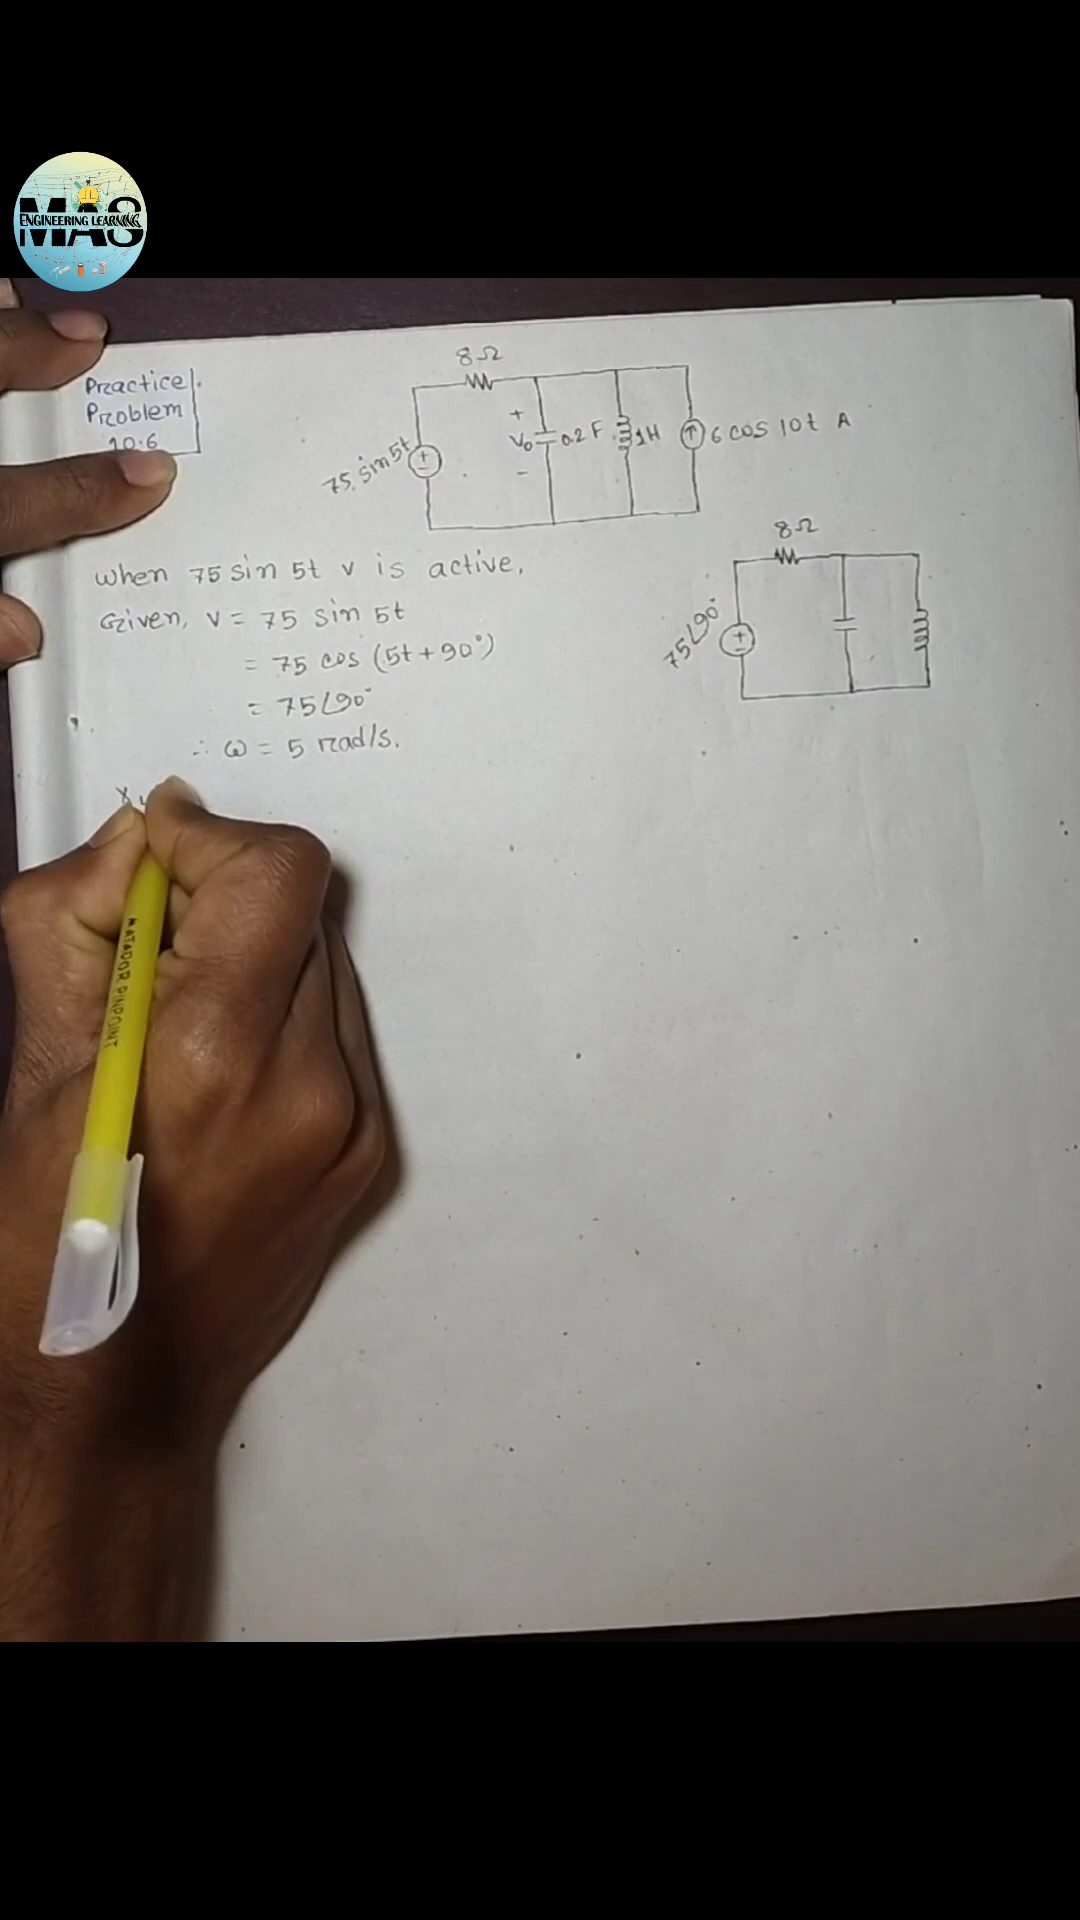 MAS
ENGINEERING LEARNING
Practice
Problem
10.6
8Ω
75 sin 5t
+
Vo
-
0.2 F
1H
6 cos 10t A
When 75 sin 5t v is active,
Given, v = 75 sin 5t
= 75 cos (5t + 90°)
= 75∠90°
∴ ω = 5 rad/s.
8Ω
75∠90°
MATADOR PINPOINT